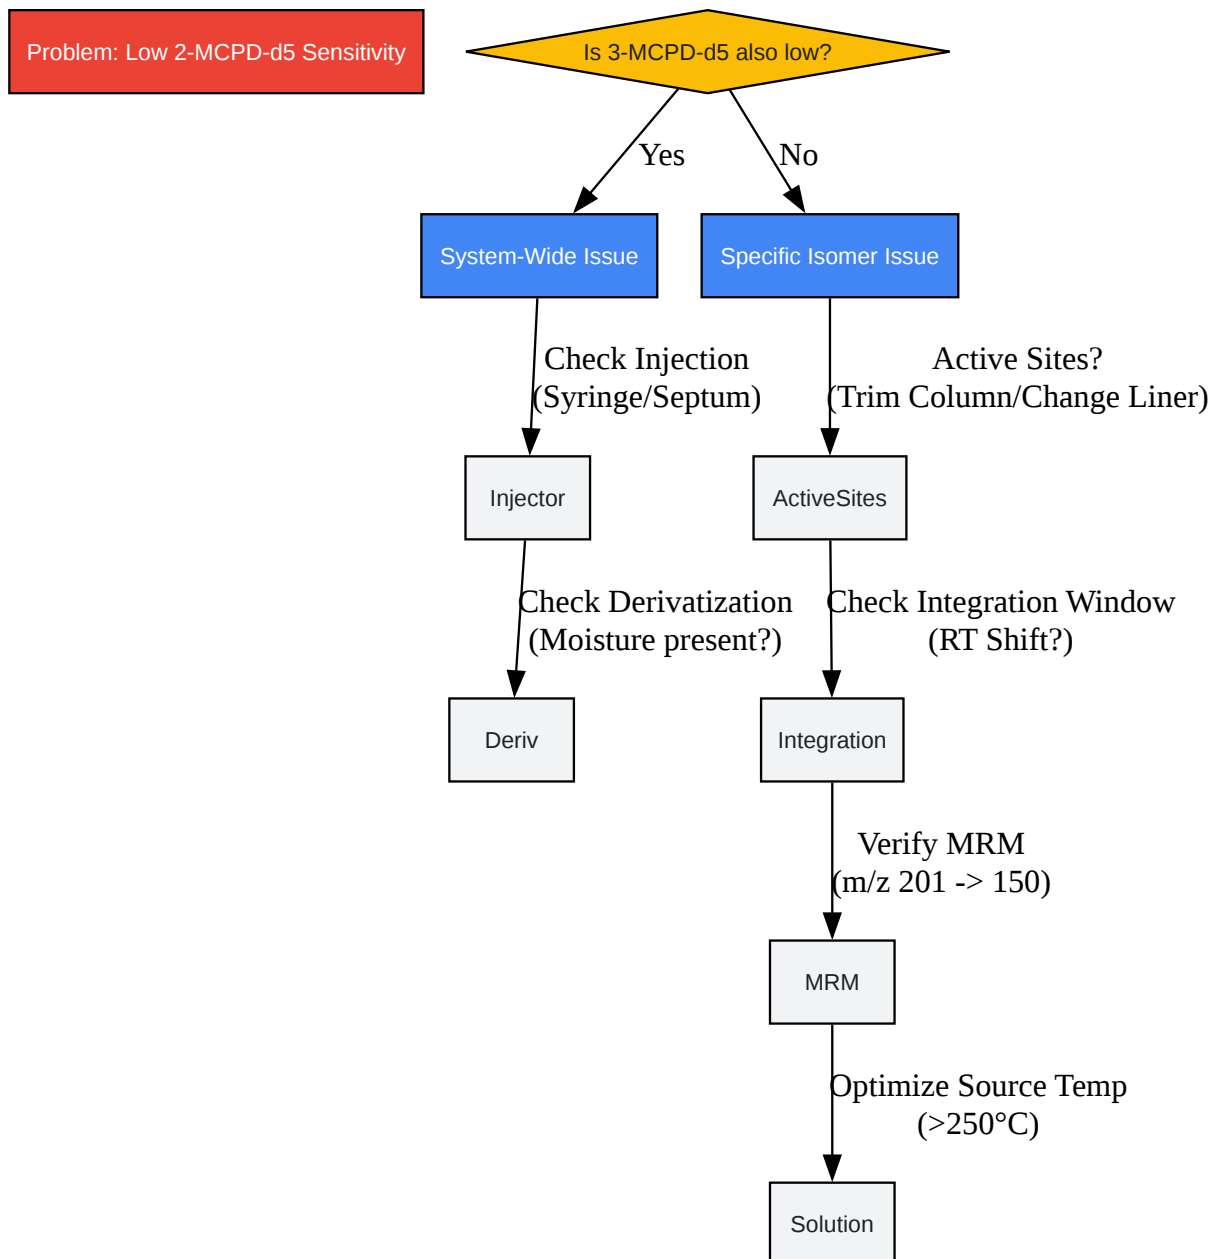 Problem: Low 2-MCPD-d5 Sensitivity
Is 3-MCPD-d5 also low?
Yes
No
System-Wide Issue
Specific Isomer Issue
Check Injection
(Syringe/Septum)
Active Sites?
(Trim Column/Change Liner)
Injector
ActiveSites
Check Derivatization
(Moisture present?)
Check Integration Window
(RT Shift?)
Deriv
Integration
Verify MRM
(m/z 201 -> 150)
MRM
Optimize Source Temp
(>250°C)
Solution